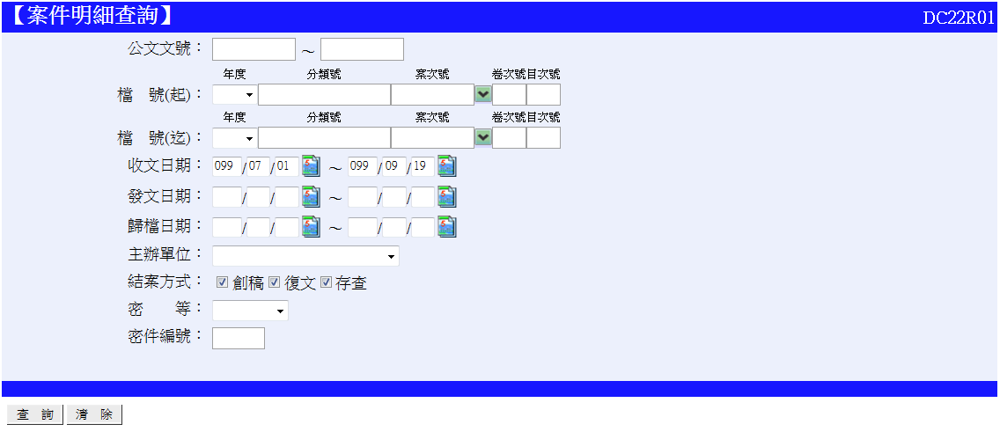 【案件明細查詢】 DC22R01
公文文號： ～
年度 分類號 案次號 卷次號 目次號
檔 號(起)：
年度 分類號 案次號 卷次號 目次號
檔 號(迄)：
收文日期： 099 / 07 / 01 ～ 099 / 09 / 19
發文日期： / / ～ / /
歸檔日期： / / ～ / /
主辦單位：
結案方式： 創稿 復文 存查
密 等：
密件編號：
查 詢 清 除